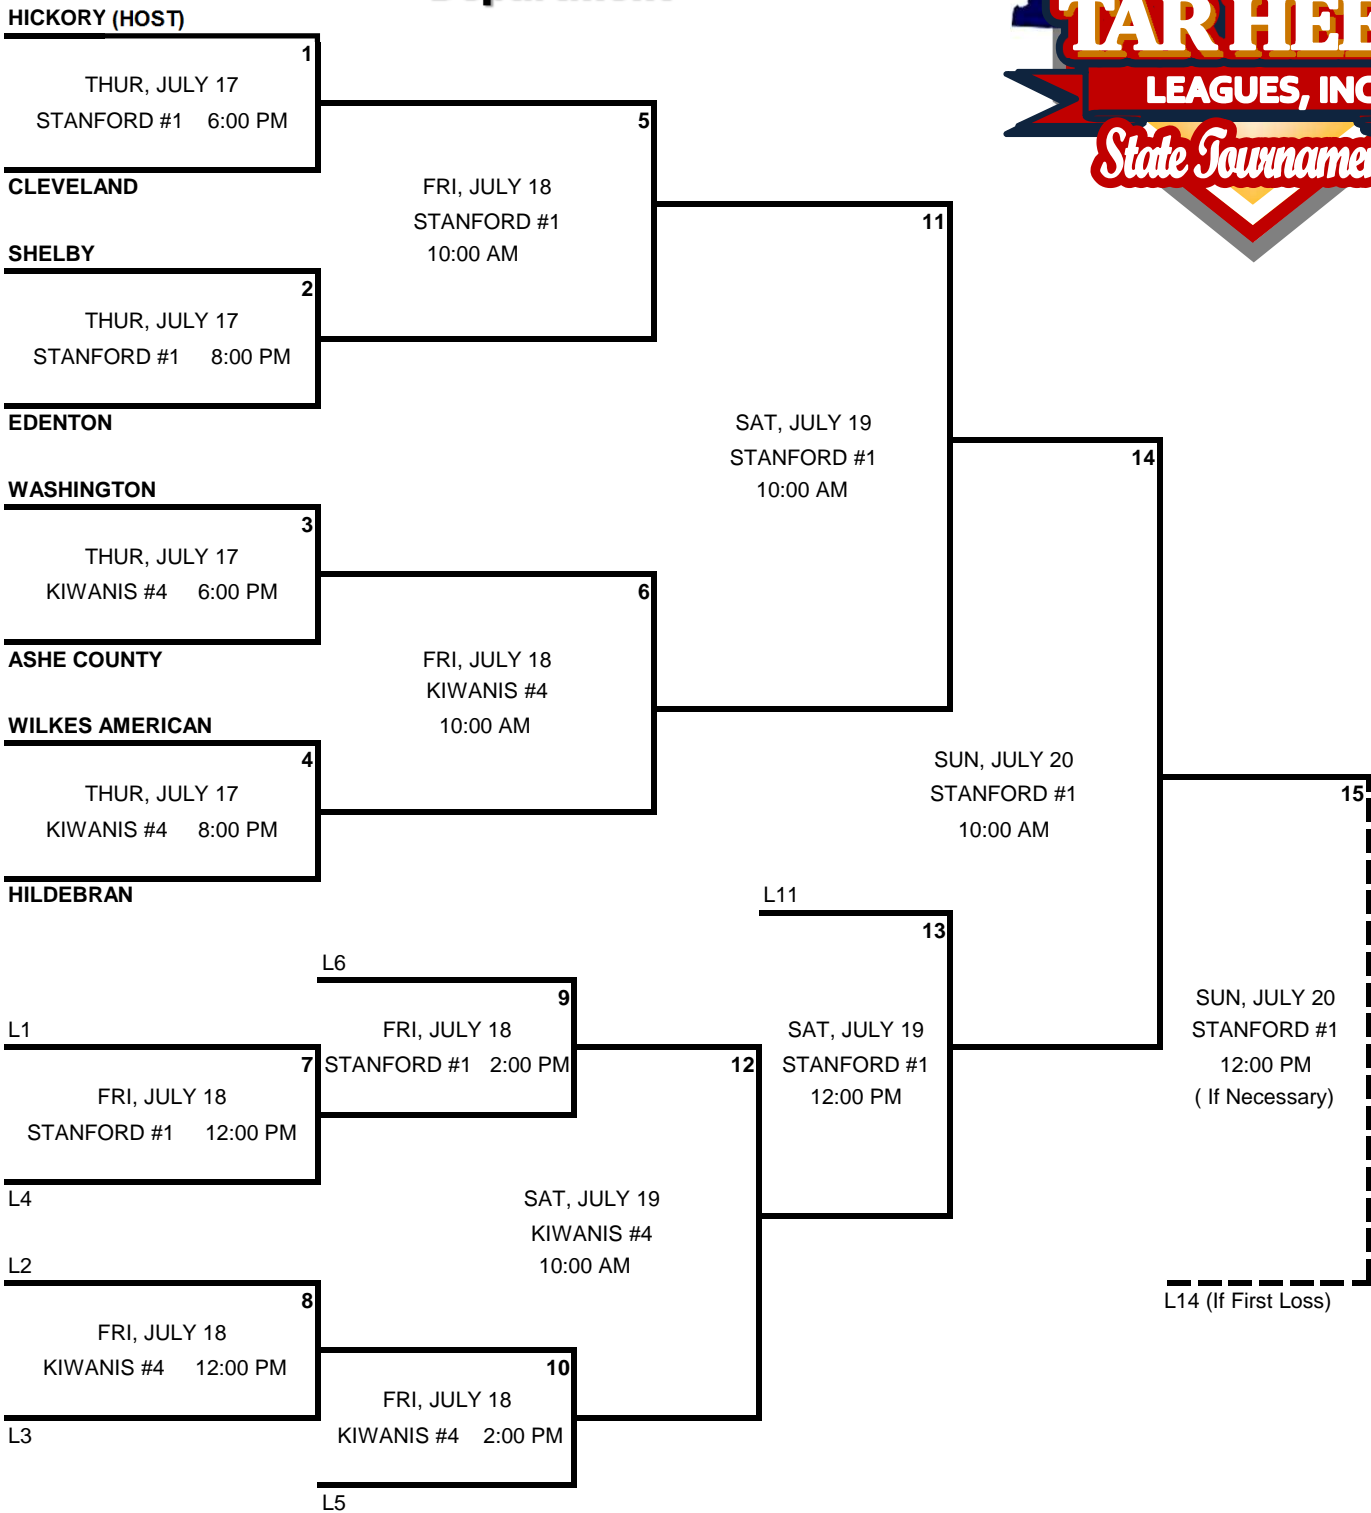 HICKORY (HOST)
1
THUR, JULY 17
STANFORD #1 6:00 PM
CLEVELAND
SHELBY
2
THUR, JULY 17
STANFORD #1 8:00 PM
EDENTON
WASHINGTON
3
THUR, JULY 17
KIWANIS #4 6:00 PM
ASHE COUNTY
WILKES AMERICAN
4
THUR, JULY 17
KIWANIS #4 8:00 PM
HILDEBRAN
5
FRI, JULY 18
STANFORD #1
10:00 AM
6
FRI, JULY 18
KIWANIS #4
10:00 AM
11
SAT, JULY 19
STANFORD #1
10:00 AM
14
SUN, JULY 20
STANFORD #1
10:00 AM
15
SUN, JULY 20
STANFORD #1
12:00 PM
( If Necessary)
L14 (If First Loss)
L11
13
SAT, JULY 19
STANFORD #1
12:00 PM
L6
9
FRI, JULY 18
STANFORD #1 2:00 PM
L1
7
FRI, JULY 18
STANFORD #1 12:00 PM
L4
12
SAT, JULY 19
KIWANIS #4
10:00 AM
L2
8
FRI, JULY 18
KIWANIS #4 12:00 PM
L3
10
FRI, JULY 18
KIWANIS #4 2:00 PM
L5
TAR HEE
LEAGUES, INC
State Tourname